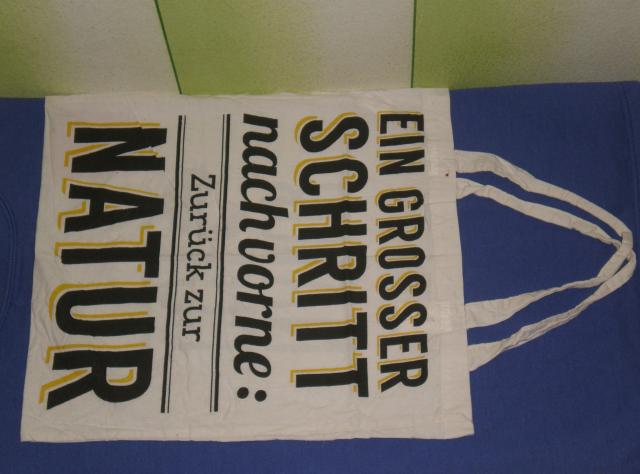 EIN GROSSER
SCHRITT
nach vorne:
Zurück zur
NATUR